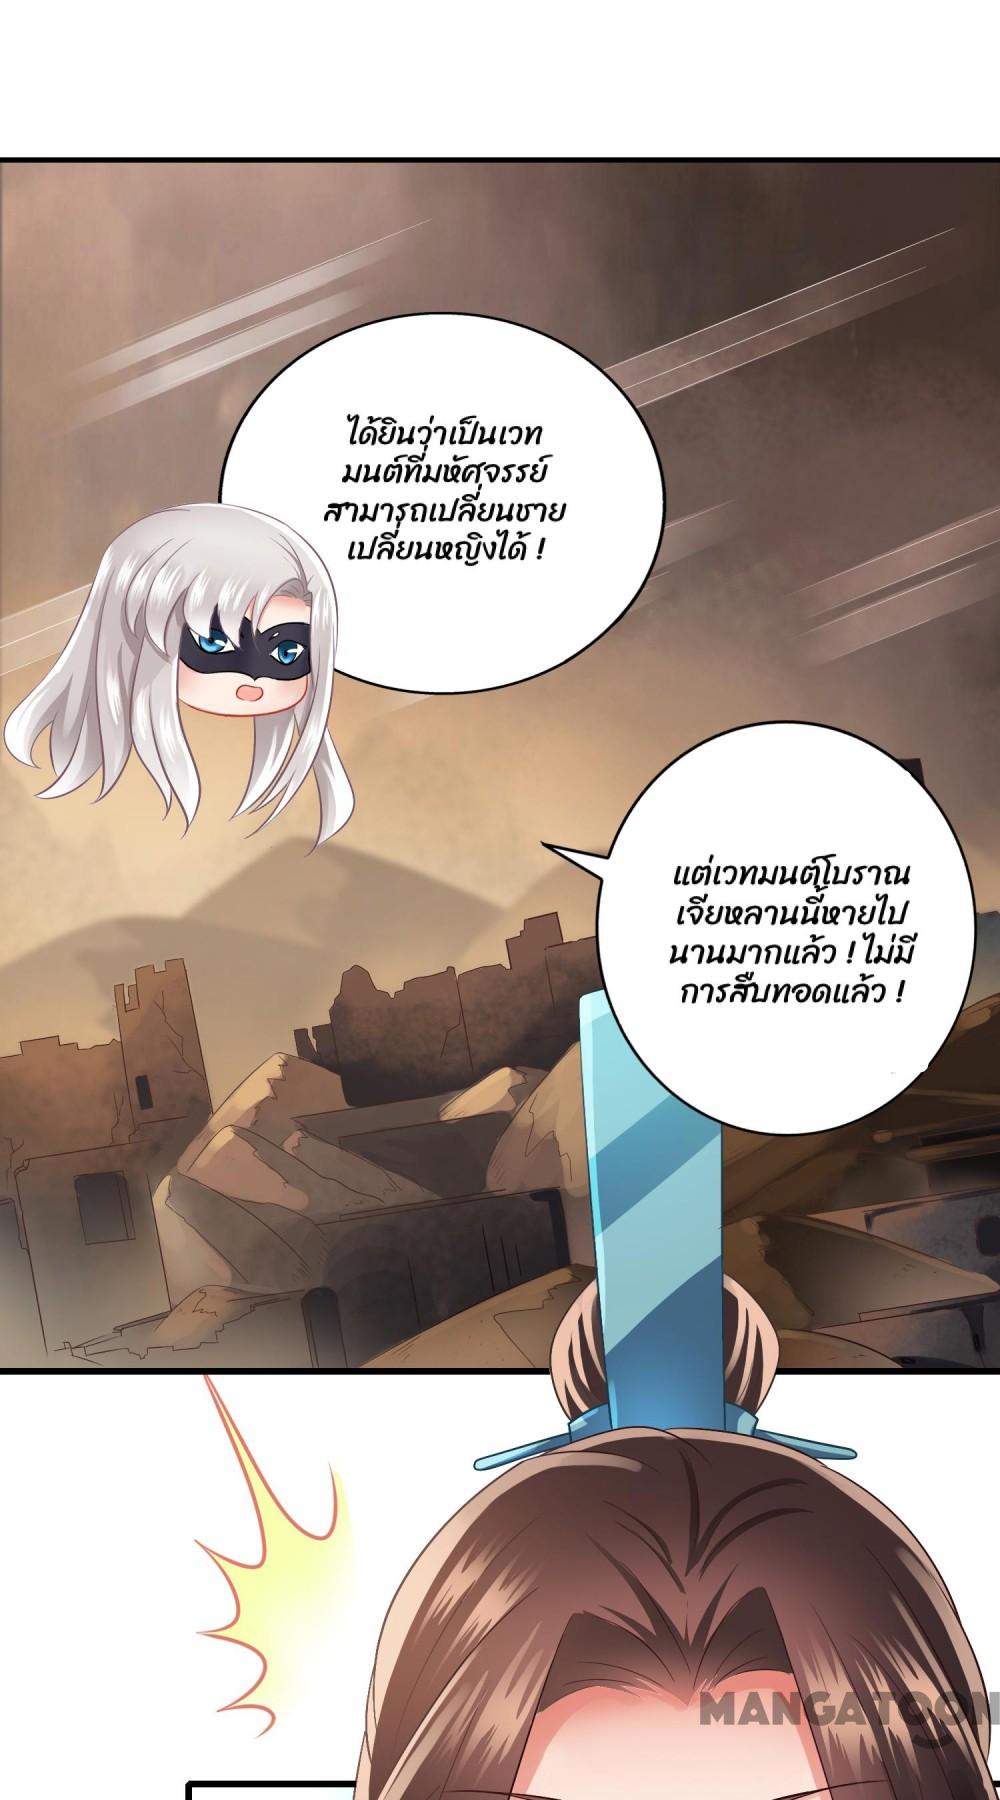 ได้ยินว่าเป็นเวท
มนต์ที่มหัศจรรย์
สามารถเปลี่ยนชาย
เปลี่ยนหญิงได้ !
แต่เวทมนต์โบราณ
เจียหลานนี้หายไป
นานมากแล้ว ! ไม่มี
การสืบทอดแล้ว !
MANGATOON